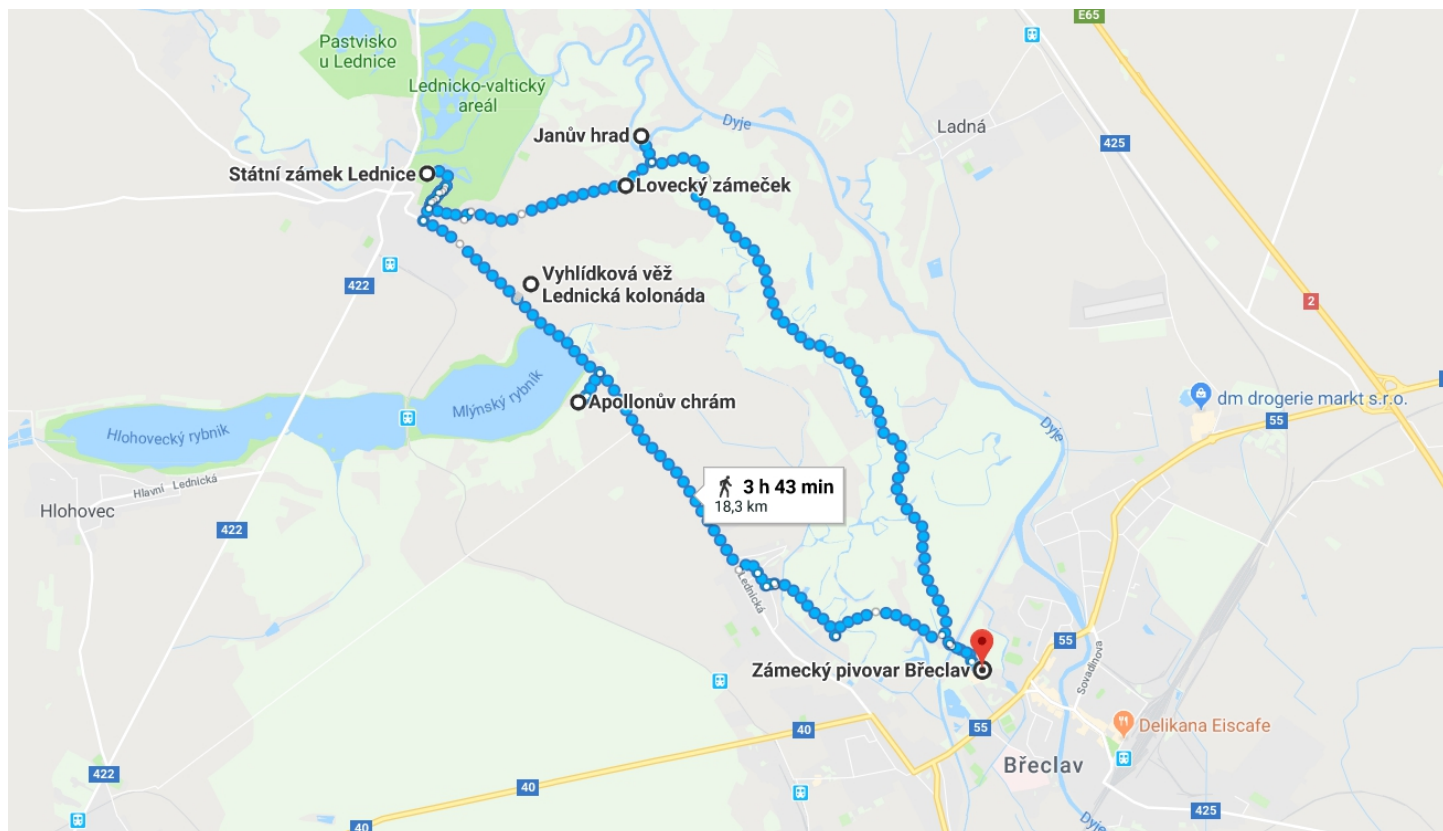 E65
Pastvisko
u Lednice
Lednicko-valtický
areál
Dyje
Ladná
425
Janův hrad
Státní zámek Lednice
Lovecký zámeček
Vyhlídková věž
Lednická kolonáda
422
2
Mlýnský rybník
Apollonův chrám
dm drogerie markt s.r.o.
55
Hlohovecký rybník
Dyje
Hlavní
Lednická
3 h 43 min
18,3 km
Hlohovec
422
Lednická
55
Sovadinova
Zámecký pivovar Břeclav
40
55
Delikana Eiscafe
Břeclav
422
40
425
40
Dyje